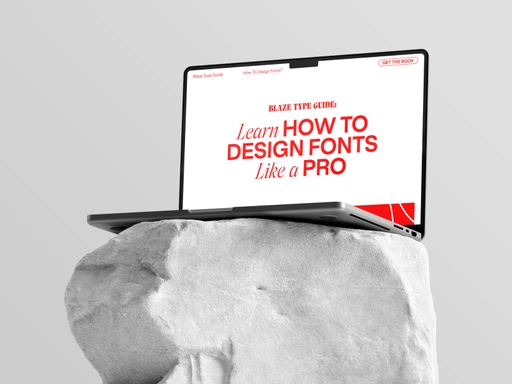 Blaze Type Guide
How To Design Fonts?
GET THE BOOK
BLAZE TYPE GUIDE:
Learn HOW TO
DESIGN FONTS
Like a PRO